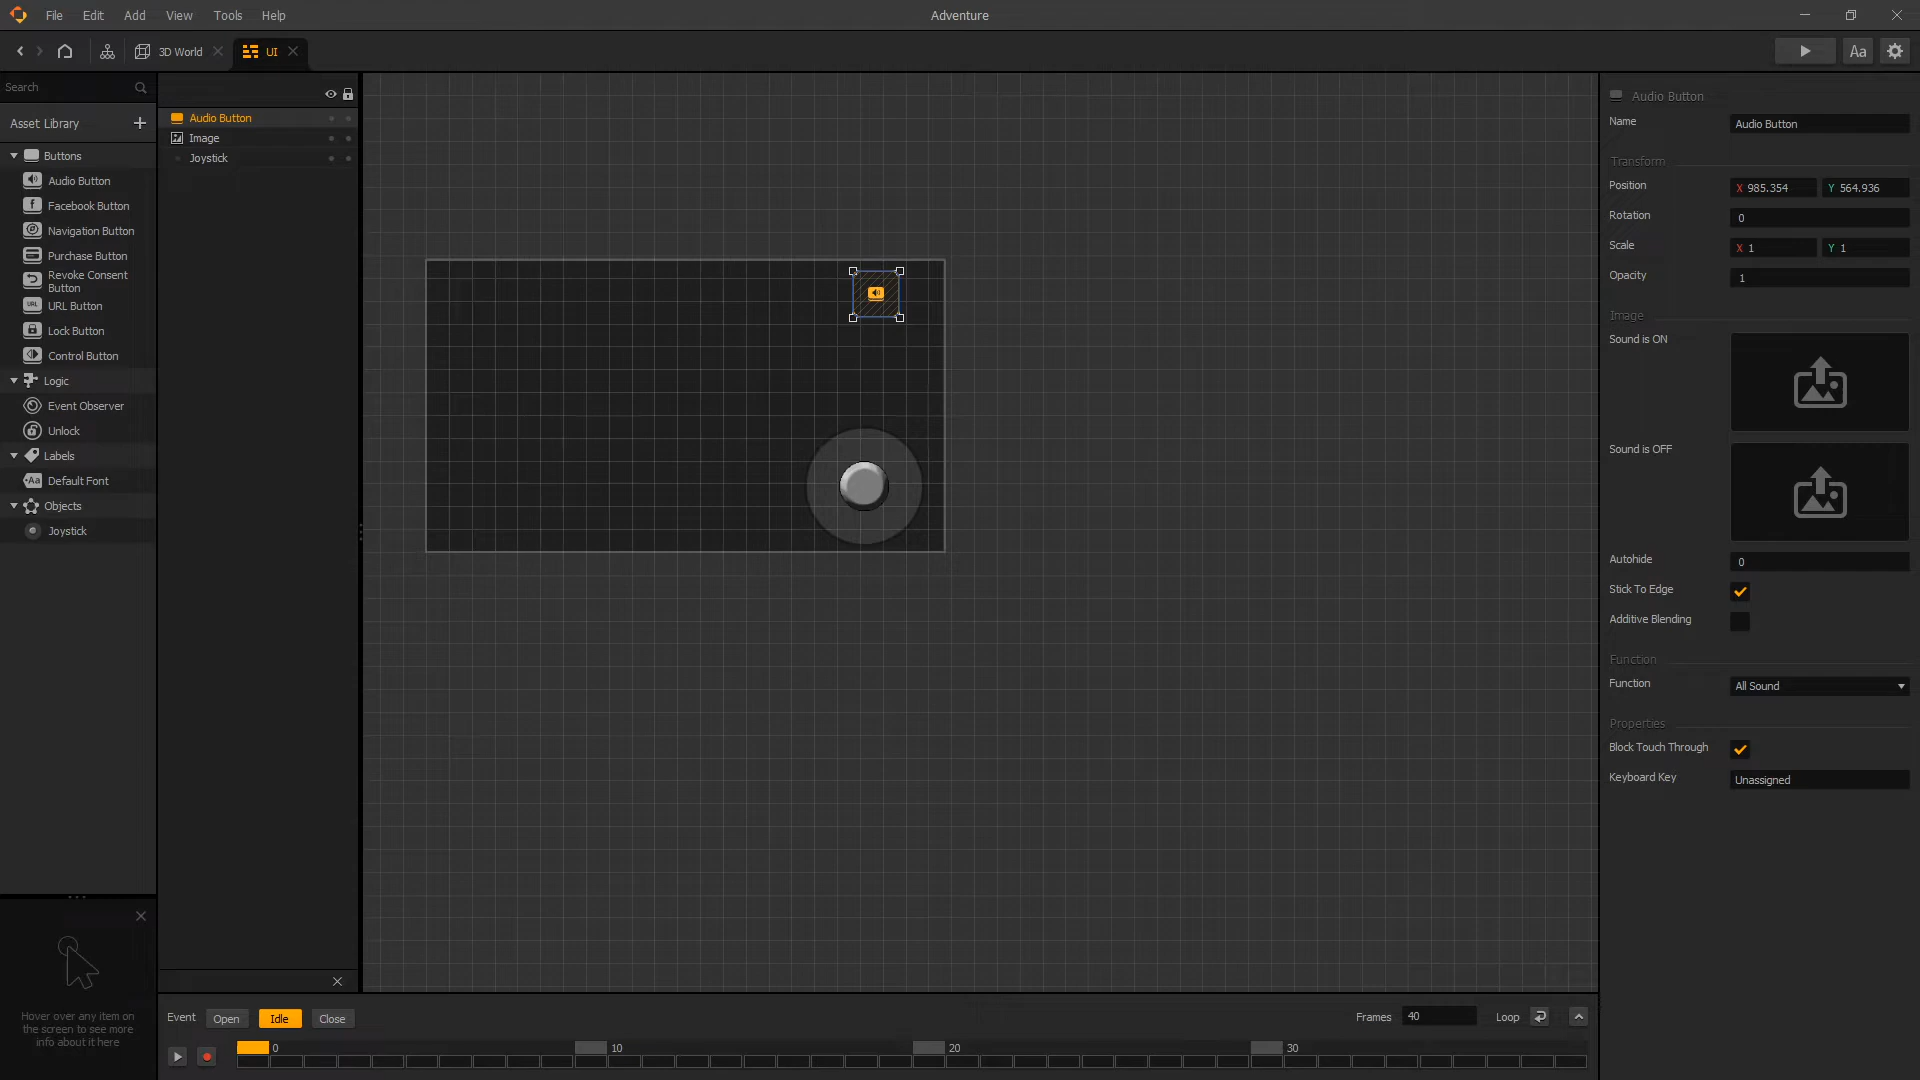 File Edit Add View Tools Help
Adventure
3D World
UI
Aa
Search
Asset Library
Buttons
Audio Button
Facebook Button
Navigation Button
Purchase Button
Revoke Consent
Button
URL Button
Lock Button
Control Button
Logic
Event Observer
Unlock
Labels
Default Font
Objects
Joystick
Hover over any item on
the screen to see more
info about it here
Audio Button
Image
Joystick
Audio Button
Name Audio Button
Transform
Position X 985.354 Y 564.936
Rotation 0
Scale X 1 Y 1
Opacity 1
Image
Sound is ON
Sound is OFF
Autohide 0
Stick To Edge
Additive Blending
Function
Function All Sound
Properties
Block Touch Through
Keyboard Key Unassigned
Event Open Idle Close
Frames 40 Loop
0 10 20 30